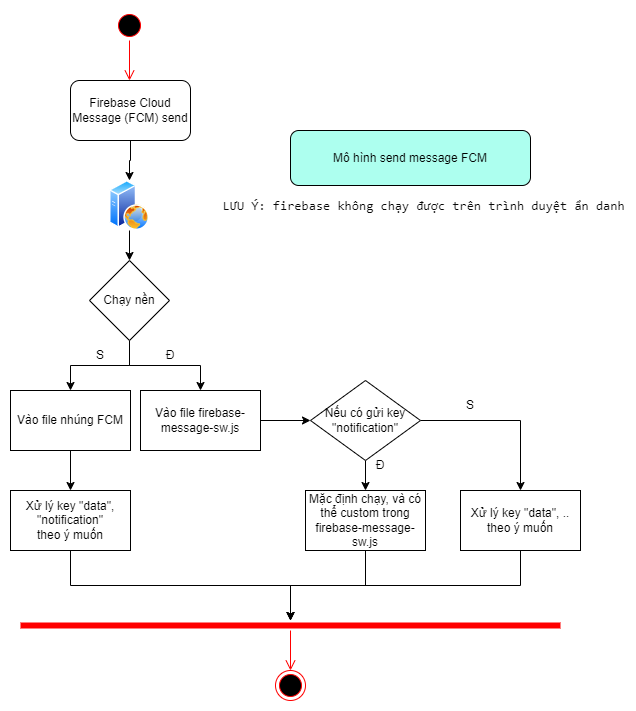 Firebase Cloud
Message (FCM) send
Mô hình send message FCM
LƯU Ý: firebase không chạy được trên trình duyệt ẩn danh
Chạy nền
S
Đ
Vào file nhúng FCM
Vào file firebase-
message-sw.js
Nếu có gửi key
"notification"
S
Đ
Xử lý key "data",
"notification"
theo ý muốn
Mặc định chạy, và có
thể custom trong
firebase-message-
sw.js
Xử lý key "data", ..
theo ý muốn